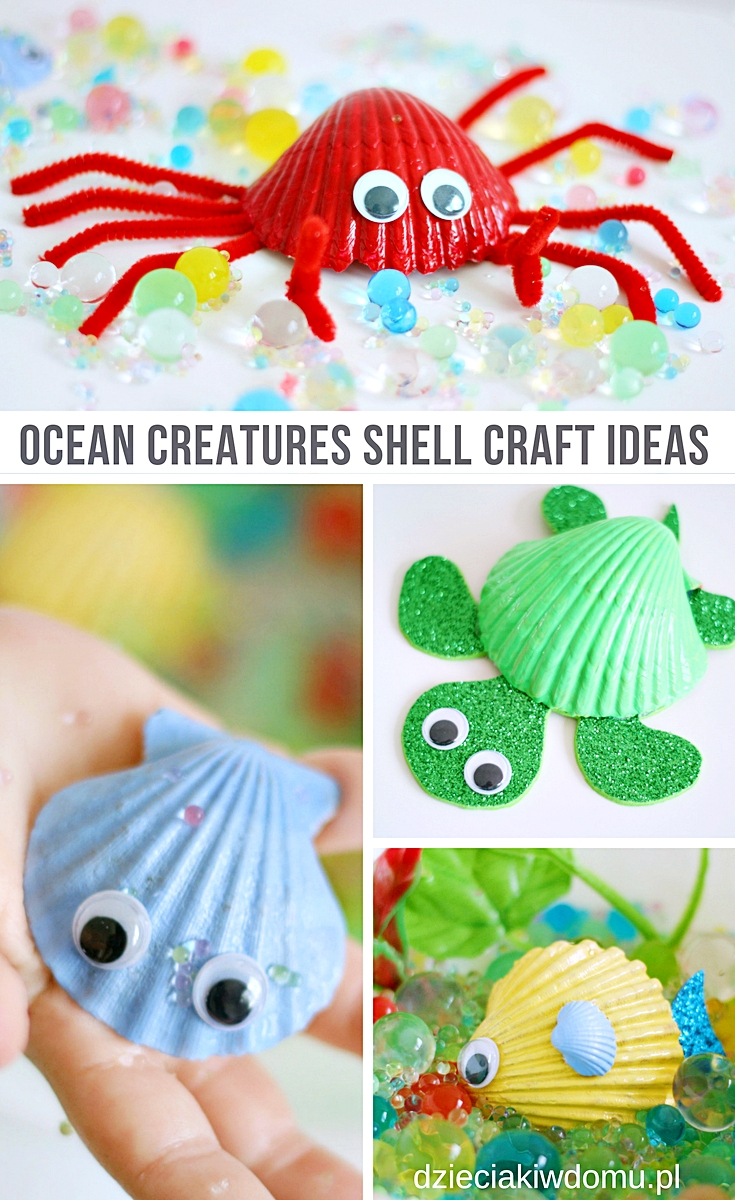 OCEAN CREATURES SHELL CRAFT IDEAS
dzieciakiwdomu.pl